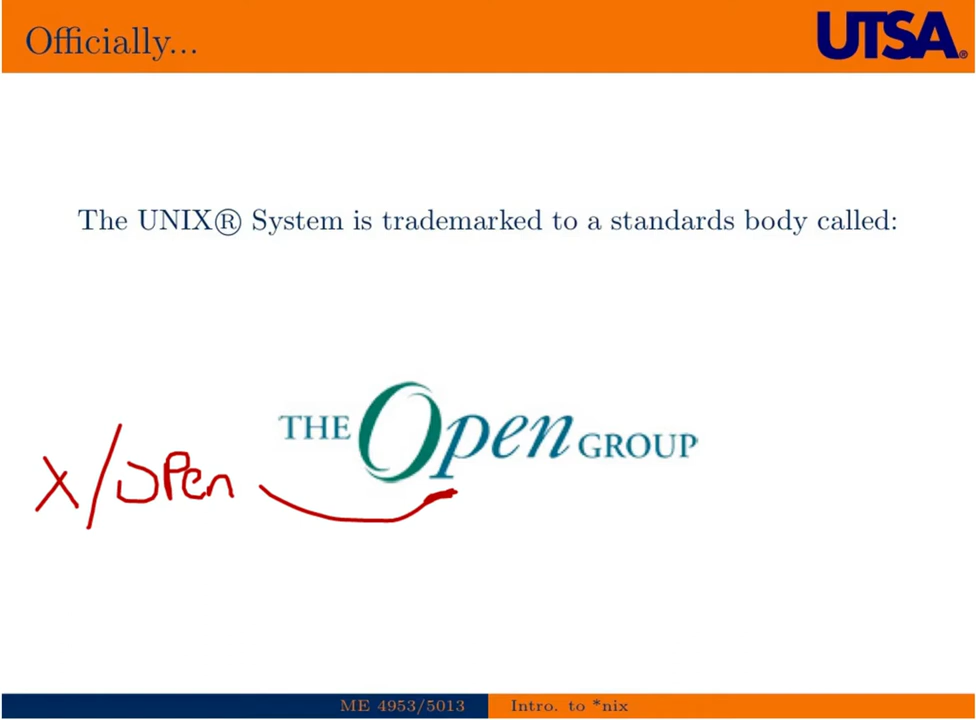 Officially...
UTSA®
The UNIX® System is trademarked to a standards body called:
THE Open GROUP
X/OPen
ME 4953/5013 Intro. to *nix